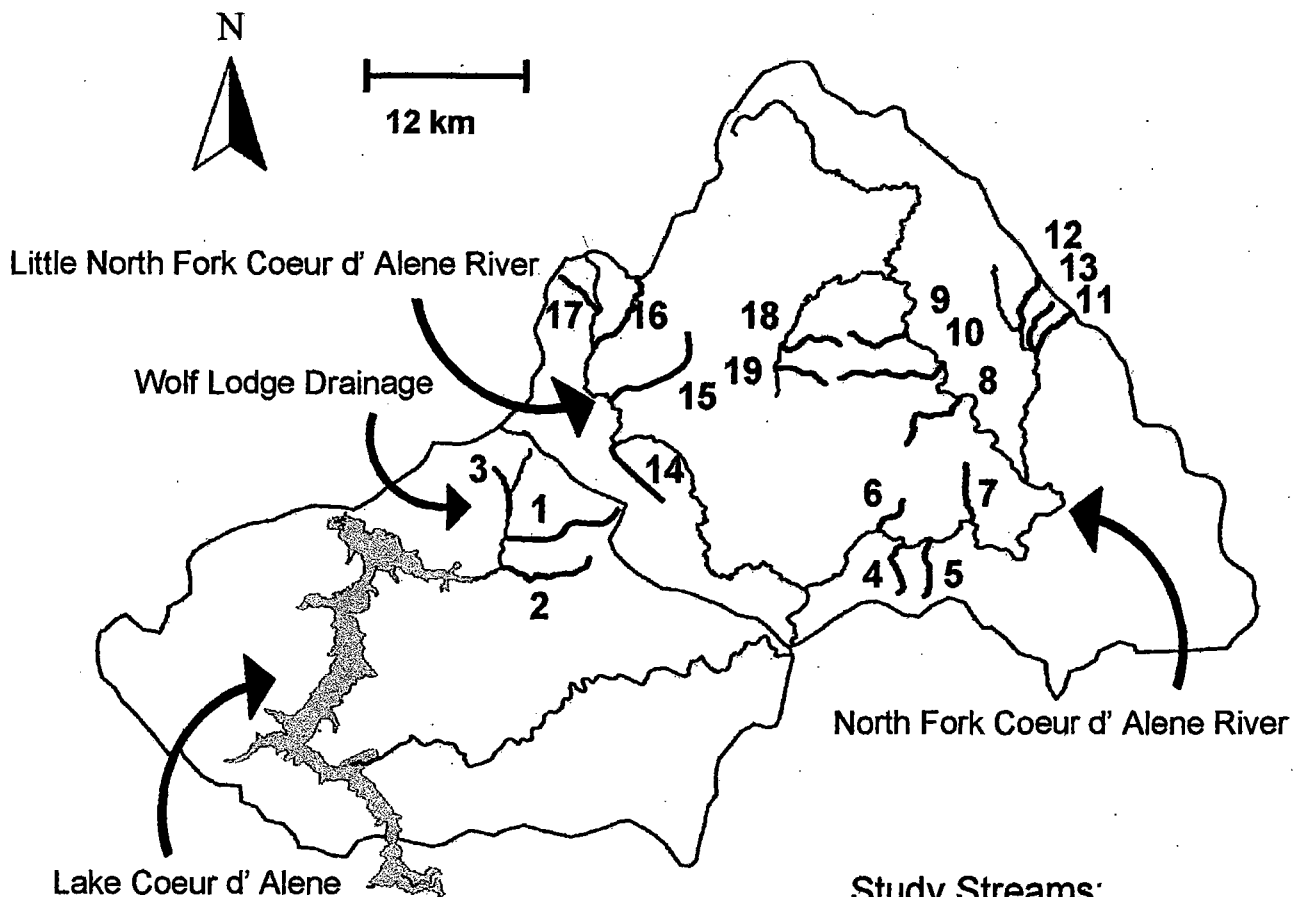 N
12 km
12
13
Little North Fork Coeur d' Alene River
11
9
17
16
18
10
Wolf Lodge Drainage
19
8
15
3
14
1
6
7
4
5
2
North Fork Coeur d' Alene River
Lake Coeur d' Alene
Study Streams: